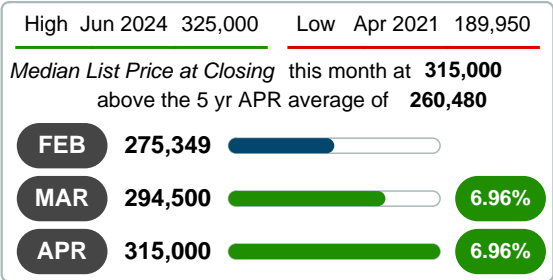 High Jun 2024 325,000 Low Apr 2021 189,950
Median List Price at Closing this month at 315,000
above the 5 yr APR average of 260,480
FEB 275,349
MAR 294,500 6.96%
APR 315,000 6.96%